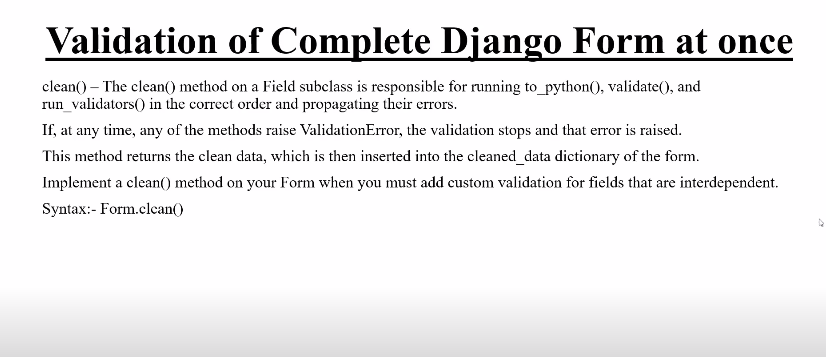 Validation of Complete Django Form at once
clean() – The clean() method on a Field subclass is responsible for running to_python(), validate(), and
run_validators() in the correct order and propagating their errors.
If, at any time, any of the methods raise ValidationError, the validation stops and that error is raised.
This method returns the clean data, which is then inserted into the cleaned_data dictionary of the form.
Implement a clean() method on your Form when you must add custom validation for fields that are interdependent.
Syntax:- Form.clean()